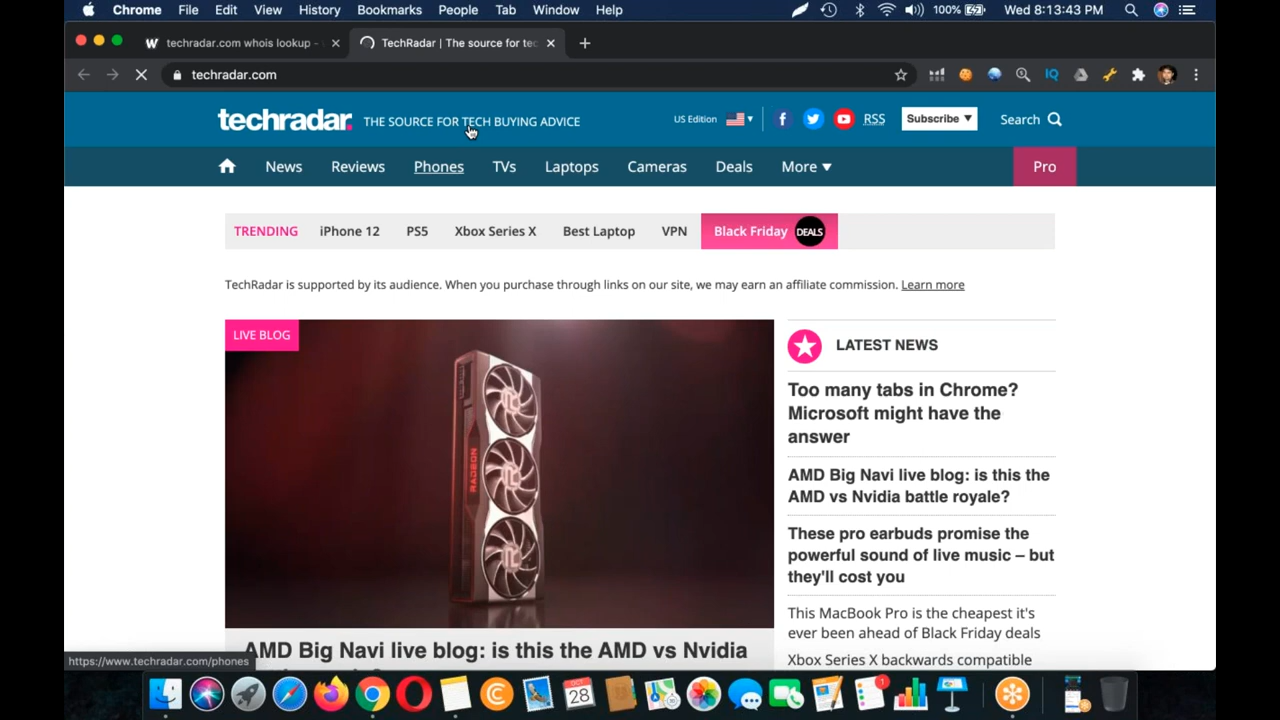 Chrome File Edit View History Bookmarks People Tab Window Help 100% Wed 8:13:43 PM
techradar.com whois lookup - TechRadar | The source for tec
techradar.com
techradar. THE SOURCE FOR TECH BUYING ADVICE US Edition RSS Subscribe Search
News Reviews Phones TVs Laptops Cameras Deals More Pro
TRENDING iPhone 12 PS5 Xbox Series X Best Laptop VPN Black Friday DEALS
TechRadar is supported by its audience. When you purchase through links on our site, we may earn an affiliate commission. Learn more
LIVE BLOG
RADEON
AMD Big Navi live blog: is this the AMD vs Nvidia
LATEST NEWS
Too many tabs in Chrome?
Microsoft might have the
answer
AMD Big Navi live blog: is this the
AMD vs Nvidia battle royale?
These pro earbuds promise the
powerful sound of live music – but
they'll cost you
This MacBook Pro is the cheapest it's
ever been ahead of Black Friday deals
Xbox Series X backwards compatible
https://www.techradar.com/phones
OCT
28
1